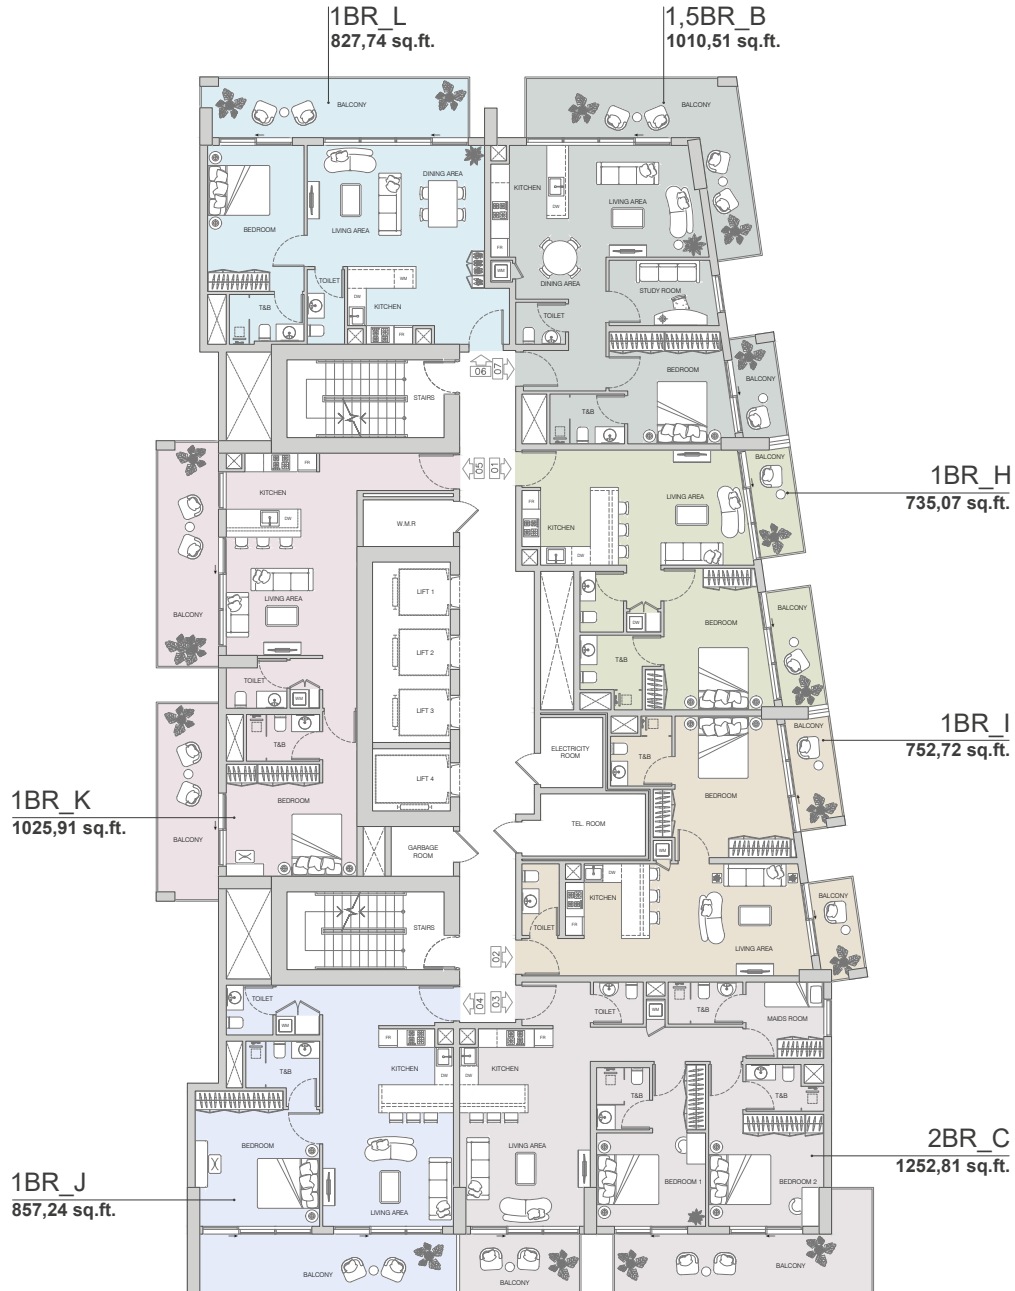 1BR_L
827,74 sq.ft.
1,5BR_B
1010,51 sq.ft.
BALCONY
BALCONY
DINING AREA
KITCHEN
LIVING AREA
BEDROOM
LIVING AREA
TOILET
WM
DW
KITCHEN
T&B
FR
DW
FR
WM
DINING AREA
STUDY ROOM
TOILET
06
07
STAIRS
BEDROOM
BALCONY
T&B
05
01
FR
KITCHEN
DW
W.M.R
LIVING AREA
BALCONY
FR
KITCHEN
DW
LIVING AREA
BALCONY
1BR_H
735,07 sq.ft.
LIFT 1
LIFT 2
LIFT 3
LIFT 4
TOILET
WM
T&B
BEDROOM
BALCONY
DW
WM
BEDROOM
T&B
BALCONY
1BR_K
1025,91 sq.ft.
GARBAGE
ROOM
ELECTRICITY
ROOM
TEL. ROOM
T&B
BEDROOM
BALCONY
1BR_I
752,72 sq.ft.
WM
DW
KITCHEN
FR
TOILET
LIVING AREA
BALCONY
STAIRS
02
04
03
TOILET
WM
T&B
FR
KITCHEN
DW
BEDROOM
LIVING AREA
BALCONY
1BR_J
857,24 sq.ft.
FR
KITCHEN
DW
LIVING AREA
TOILET
WM
T&B
MAIDS ROOM
T&B
T&B
BEDROOM 1
BEDROOM 2
BALCONY
BALCONY
2BR_C
1252,81 sq.ft.